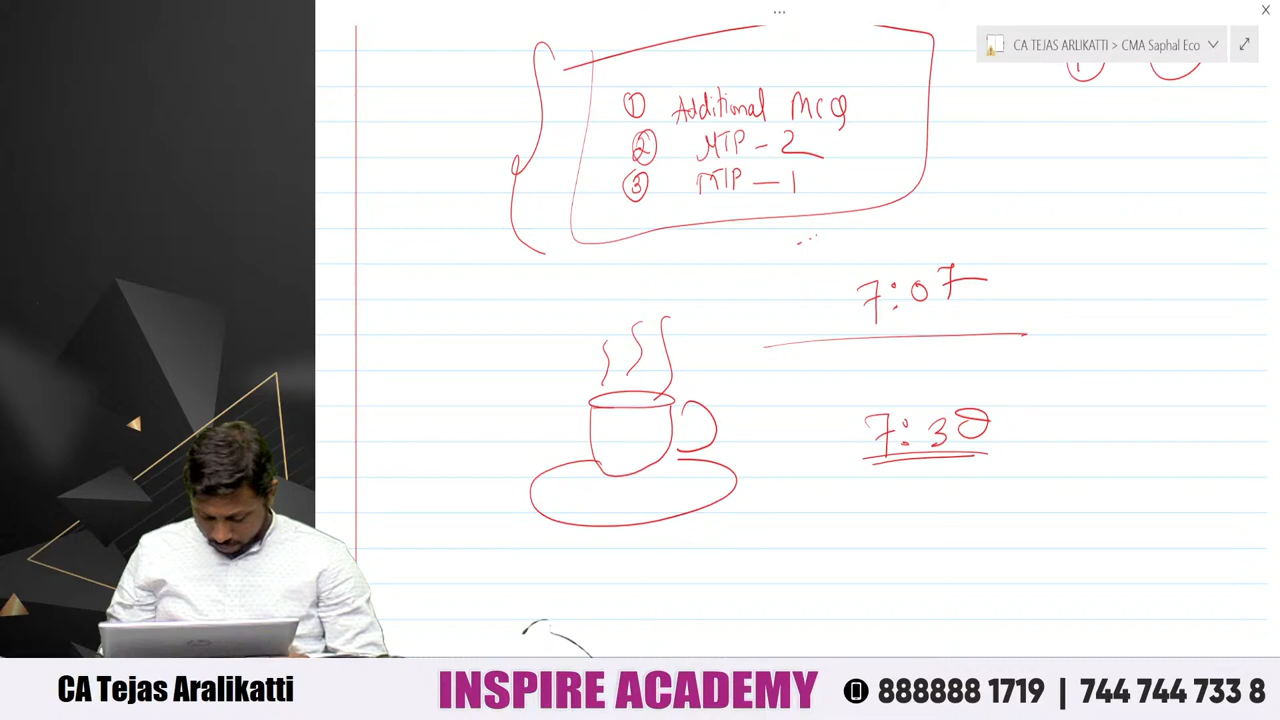 CA TEJAS ARLIKATTI > CMA Saphal Eco
① Additional MCQ
② MTP - 2
③ MTP - 1
7:07
7:30
CA Tejas Aralikatti
INSPIRE ACADEMY
888888 1719 | 744 744 733 8